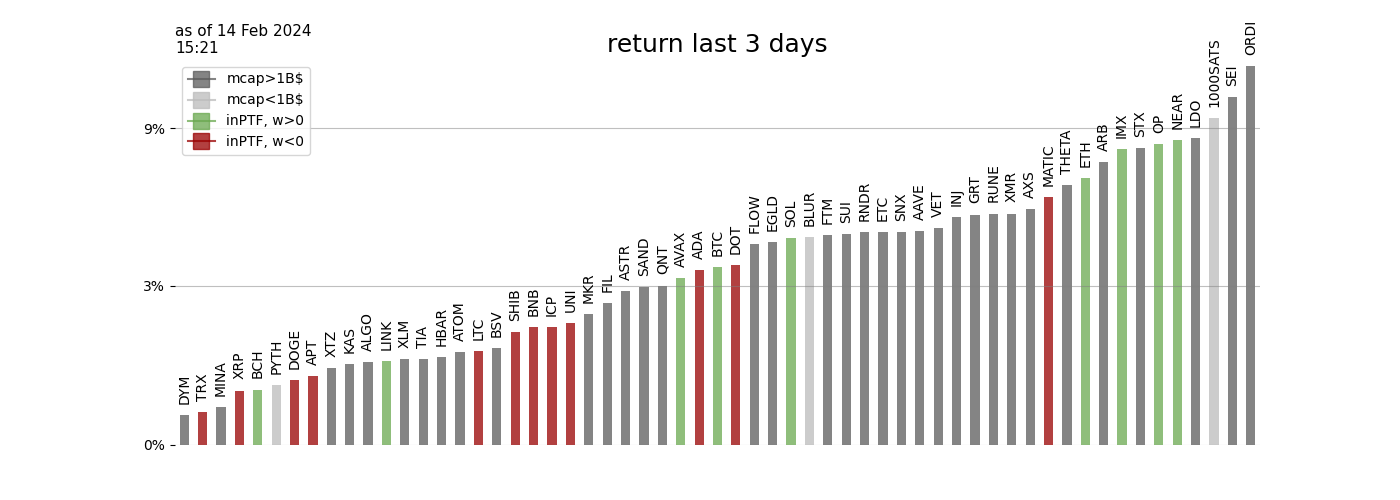 as of 14 Feb 2024
15:21
return last 3 days
mcap>1B$
mcap<1B$
inPTF, w>0
inPTF, w<0
9%
3%
0%
DYM
TRX
MINA
XRP
BCH
PYTH
DOGE
APT
XTZ
KAS
ALGO
LINK
XLM
TIA
HBAR
ATOM
LTC
BSV
SHIB
BNB
ICP
UNI
MKR
FIL
ASTR
SAND
QNT
AVAX
ADA
BTC
DOT
FLOW
EGLD
SOL
BLUR
FTM
SUI
RNDR
ETC
SNX
AAVE
VET
INJ
GRT
RUNE
XMR
AXS
MATIC
THETA
ETH
ARB
IMX
STX
OP
NEAR
LDO
1000SATS
SEI
ORDI